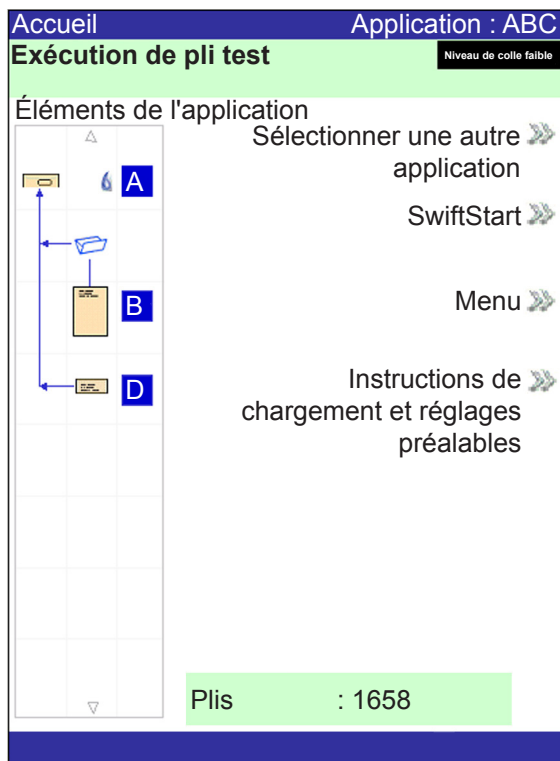 Accueil Application : ABC
Exécution de pli test
Niveau de colle faible
Éléments de l'application
Sélectionner une autre
application
A
SwiftStart
B
Menu
D
Instructions de
chargement et réglages
préalables
Plis : 1658